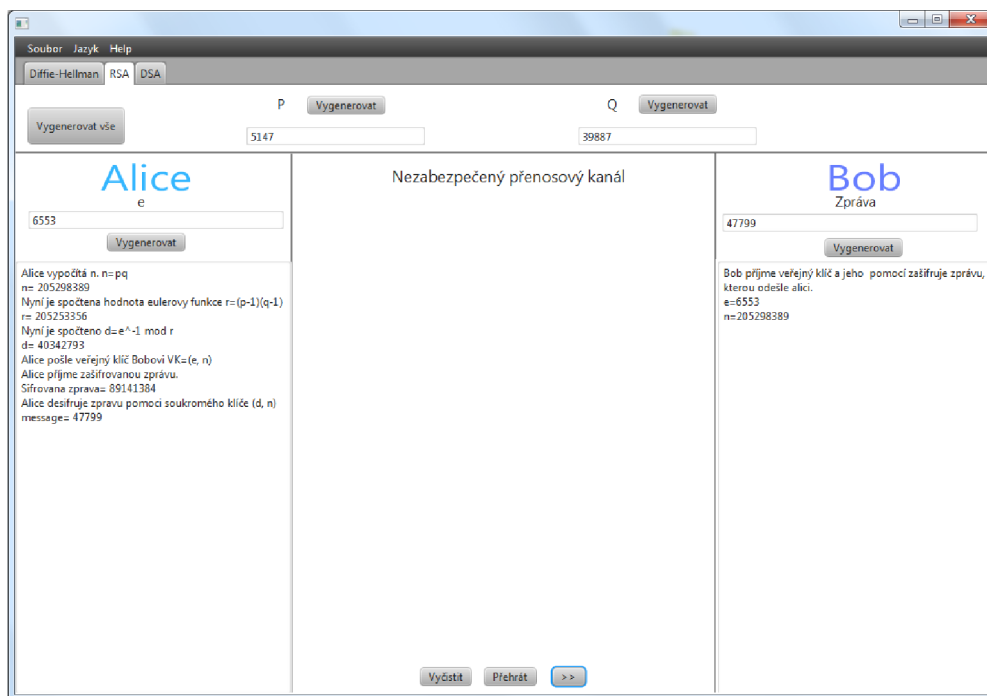 Soubor Jazyk Help
Diffie-Hellman RSA DSA
P Vygenerovat Q Vygenerovat
Vygenerovat vše
5147 39887
Alice
e
6553
Vygenerovat
Alice vypočítá n. n=pq
n= 205298389
Nyní je spočtena hodnota eulerovy funkce r=(p-1)(q-1)
r= 205253356
Nyní je spočteno d=e^-1 mod r
d= 40342793
Alice pošle veřejný klíč Bobovi VK=(e, n)
Alice příjme zašifrovanou zprávu.
Sifrovana zprava= 89141384
Alice desifruje zpravu pomoci soukromého klíče (d, n)
message= 47799
Nezabezpečený přenosový kanál
Vyčistit Přehrát >>
Bob
Zpráva
47799
Vygenerovat
Bob příjme veřejný klíč a jeho pomocí zašifruje zprávu,
kterou odešle alici.
e=6553
n=205298389